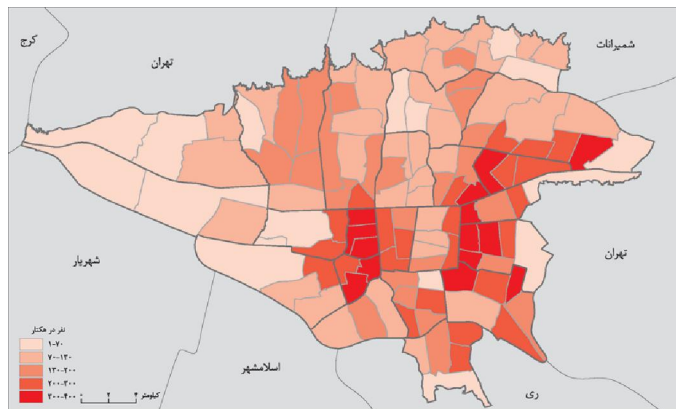 شمیرانات
کرج
تهران
تهران
شهریار
اسلامشهر
ری
نفر در هکتار
۱-۷۰
۷۰-۱۳۰
۱۳۰-۲۰۰
۲۰۰-۳۰۰
۳۰۰-۴۰۰
کیلومتر